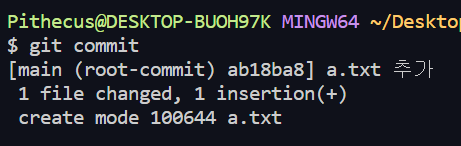 Pithecus@DESKTOP-BUOH97K MINGW64 ~/Deskto
$ git commit
[main (root-commit) ab18ba8] a.txt 추가
 1 file changed, 1 insertion(+)
 create mode 100644 a.txt